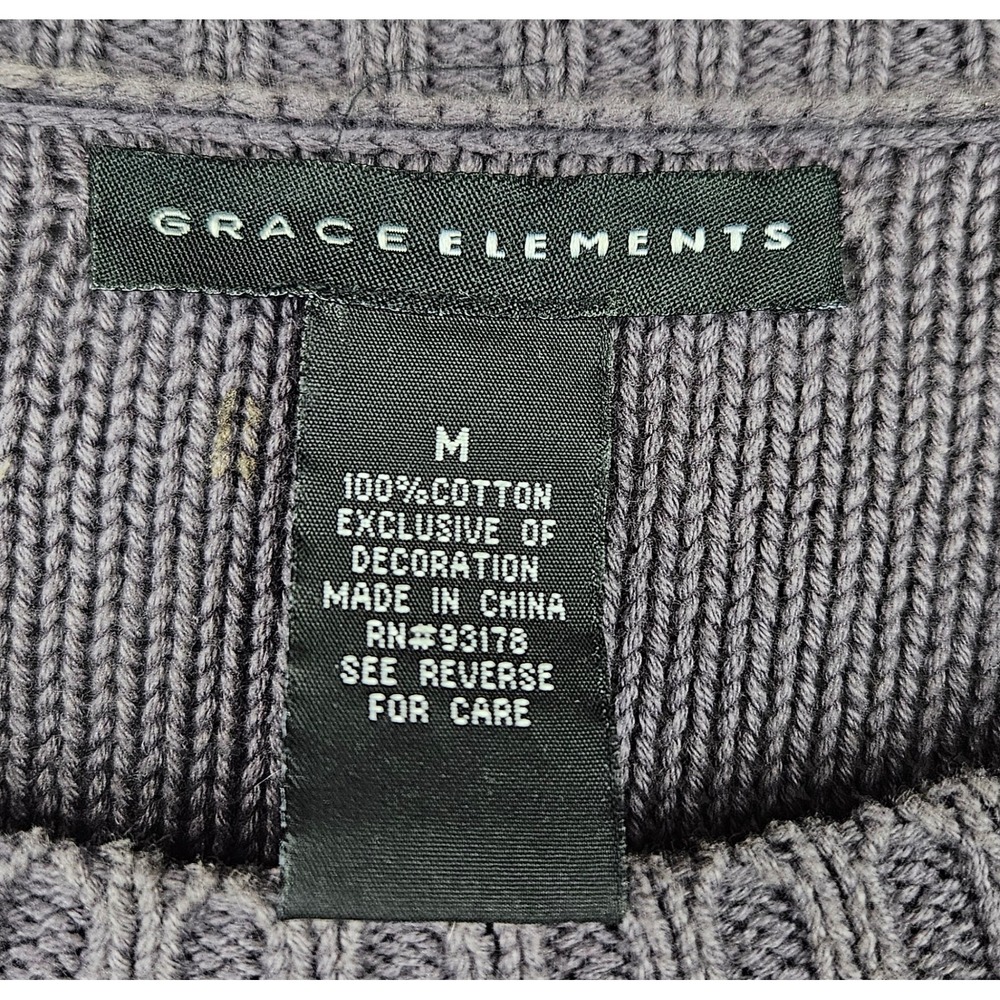 GRACE ELEMENTS
M
100%COTTON
EXCLUSIVE OF
DECORATION
MADE IN CHINA
RN#93178
SEE REVERSE
FOR CARE